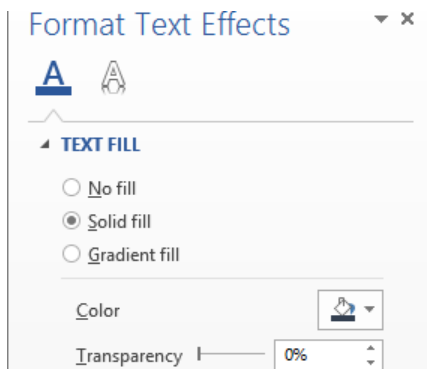 Format Text Effects
A A
TEXT FILL
No fill
Solid fill
Gradient fill
Color
Transparency 0%